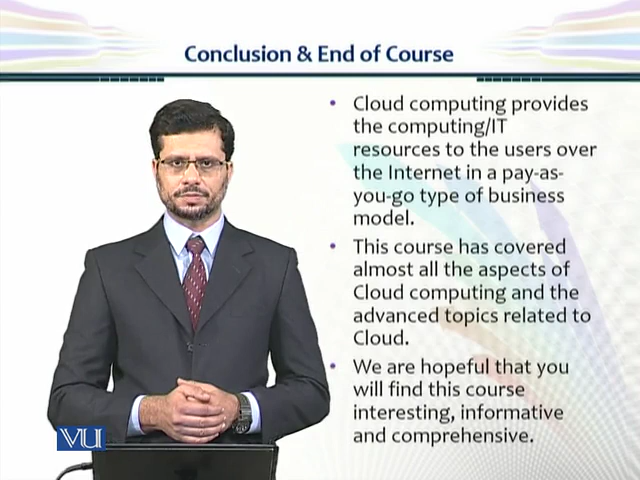 Conclusion & End of Course
• Cloud computing provides
the computing/IT
resources to the users over
the Internet in a pay-as-
you-go type of business
model.
• This course has covered
almost all the aspects of
Cloud computing and the
advanced topics related to
Cloud.
• We are hopeful that you
will find this course
interesting, informative
and comprehensive.
VU